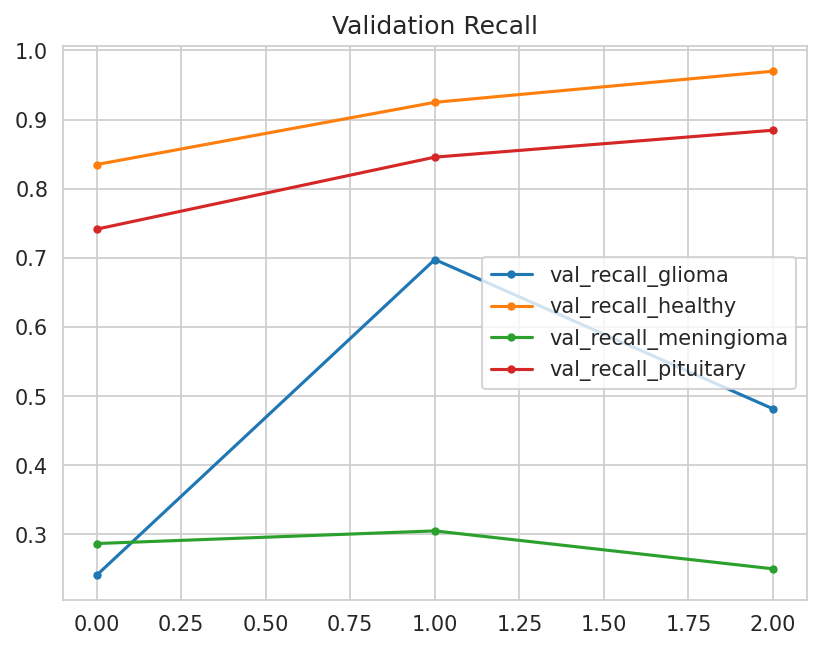 Validation Recall
1.0
0.9
0.8
0.7
0.6
0.5
0.4
0.3
val_recall_glioma
val_recall_healthy
val_recall_meningioma
val_recall_pituitary
0.00 0.25 0.50 0.75 1.00 1.25 1.50 1.75 2.00